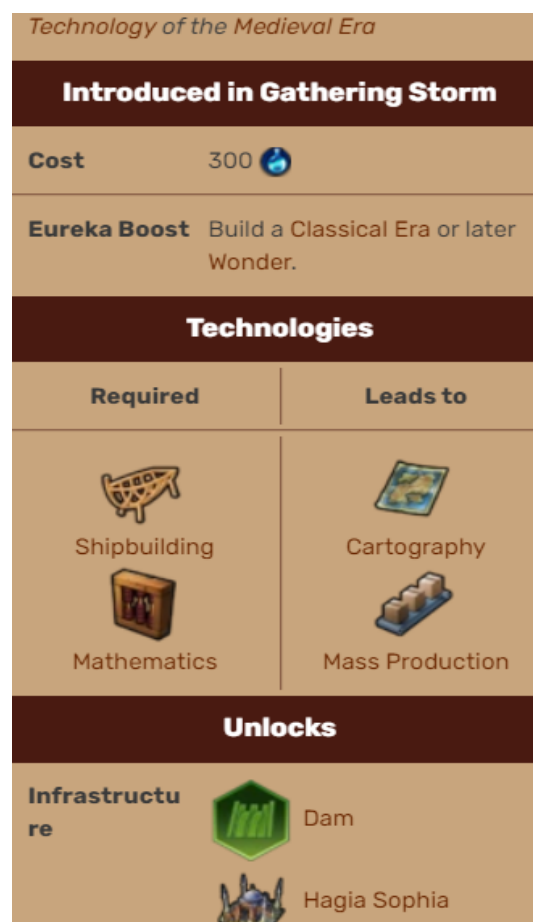 Technology of the Medieval Era
Introduced in Gathering Storm
Cost 300
Eureka Boost Build a Classical Era or later
Wonder.
Technologies
Required Leads to
Shipbuilding Cartography
Mathematics Mass Production
Unlocks
Infrastructu
re
Dam
Hagia Sophia